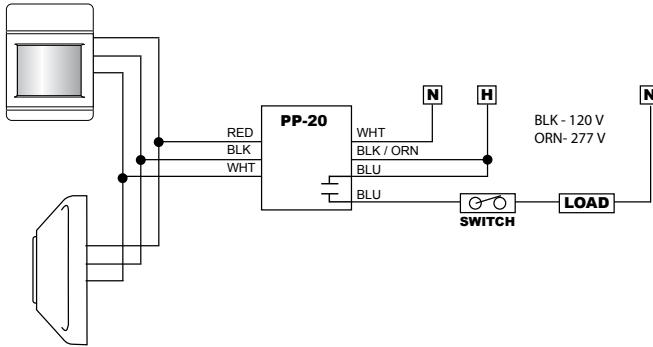 N
H
N
BLK - 120 V
ORN- 277 V
PP-20
RED
WHT
BLK
BLK / ORN
WHT
BLU
BLU
SWITCH
LOAD